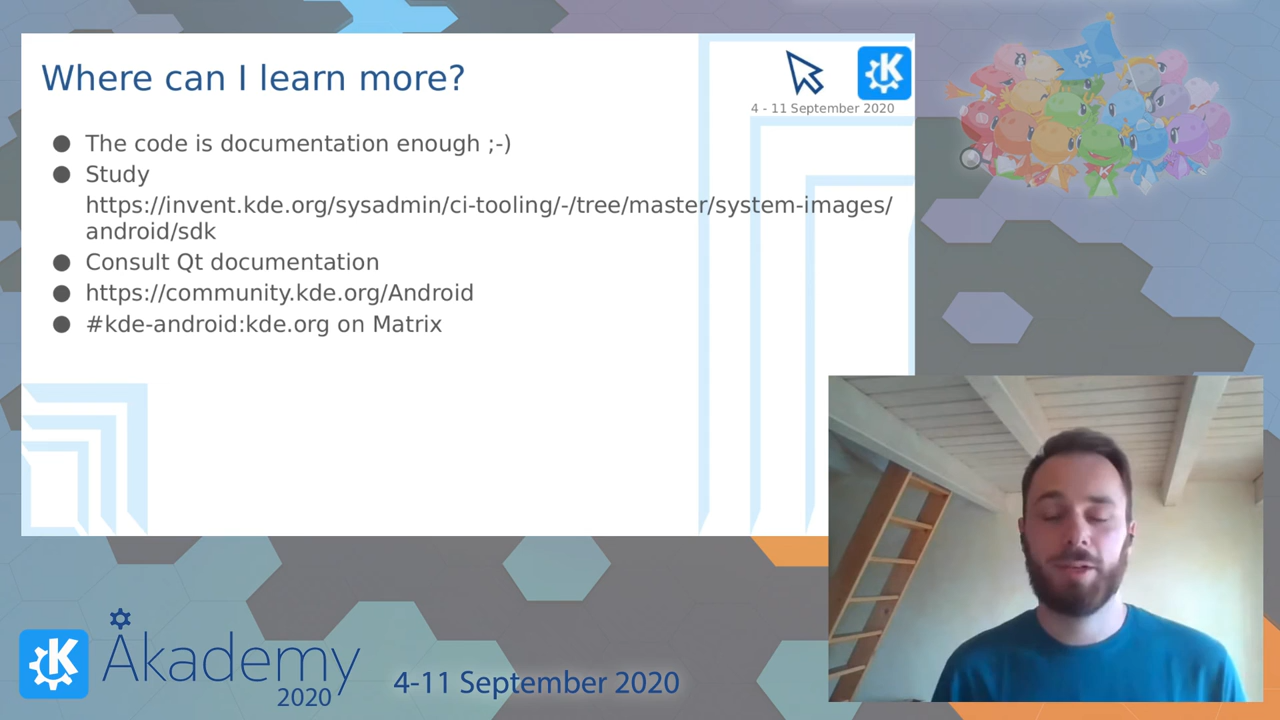 Where can I learn more?
4 - 11 September 2020
The code is documentation enough ;-)
Study
https://invent.kde.org/sysadmin/ci-tooling/-/tree/master/system-images/
android/sdk
Consult Qt documentation
https://community.kde.org/Android
#kde-android:kde.org on Matrix
Akademy
2020
4-11 September 2020